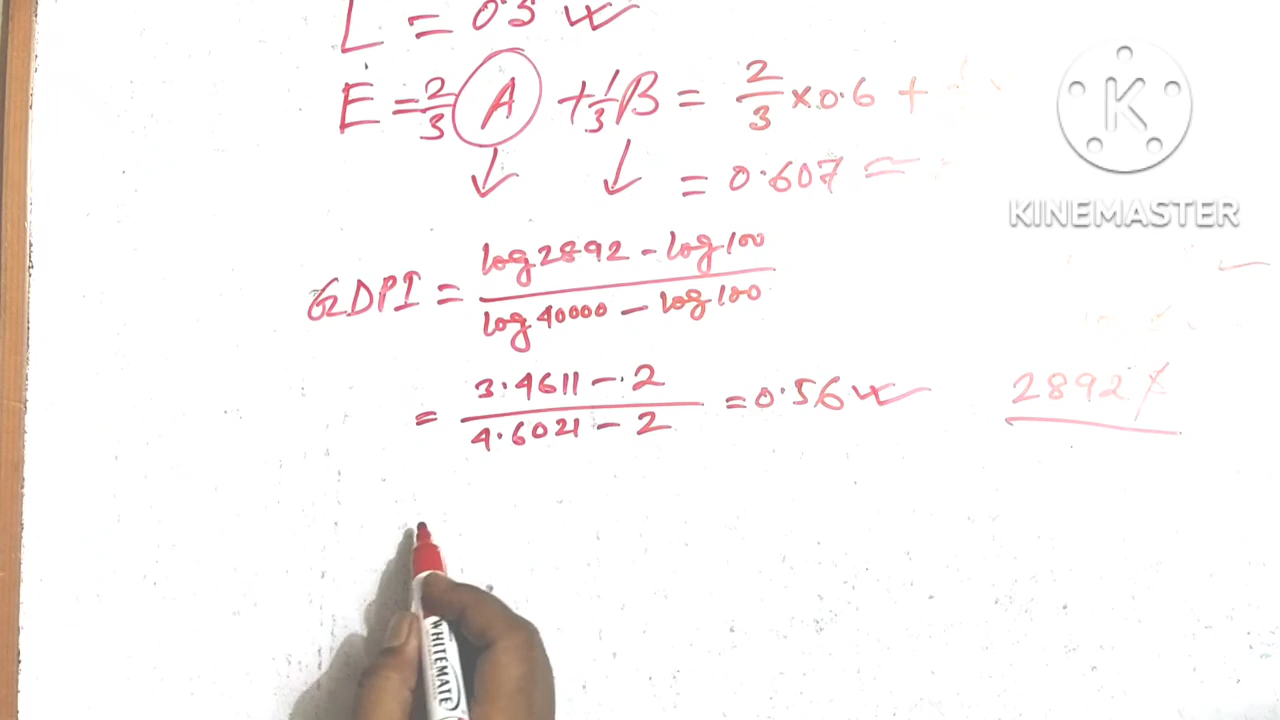 L = 0.5
E = 2/3 A + 1/3 B = 2/3 × 0.6 +
= 0.607 ≃
GDPI = (log 2892 - log 100) / (log 40000 - log 100)
= (3.4611 - 2) / (4.6021 - 2) = 0.56
2892
KINEMASTER
WHITEMATE